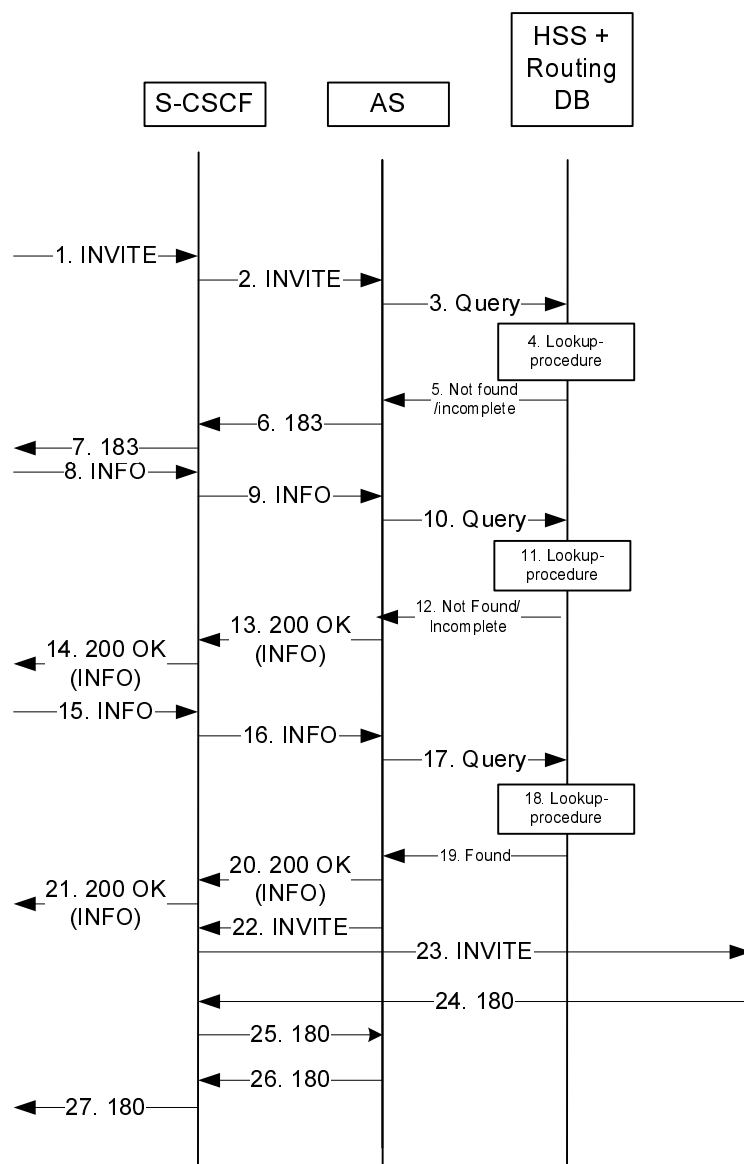 HSS +
Routing
DB
S-CSCF
AS
1. INVITE
2. INVITE
3. Query
4. Lookup-
procedure
5. Not found
/incomplete
6. 183
7. 183
8. INFO
9. INFO
10. Query
11. Lookup-
procedure
12. Not Found/
Incomplete
13. 200 OK
(INFO)
14. 200 OK
(INFO)
15. INFO
16. INFO
17. Query
18. Lookup-
procedure
19. Found
20. 200 OK
(INFO)
21. 200 OK
(INFO)
22. INVITE
23. INVITE
24. 180
25. 180
26. 180
27. 180